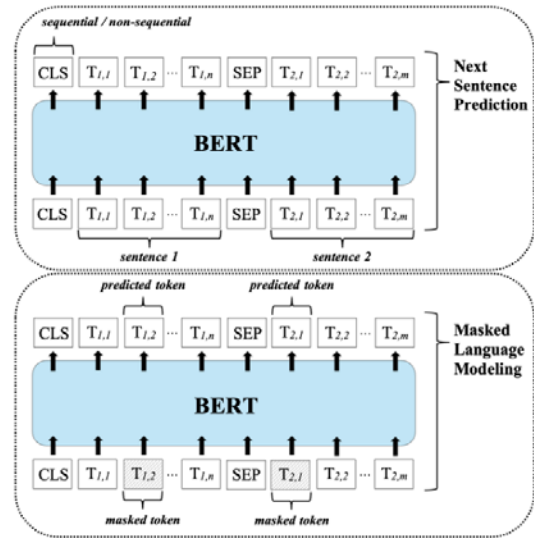 sequential / non-sequential
CLS T1,1 T1,2 ... T1,n SEP T2,1 T2,2 ... T2,m
Next
Sentence
Prediction
BERT
CLS T1,1 T1,2 ... T1,n SEP T2,1 T2,2 ... T2,m
sentence 1 sentence 2
predicted token predicted token
CLS T1,1 T1,2 ... T1,n SEP T2,1 T2,2 ... T2,m
Masked
Language
Modeling
BERT
CLS T1,1 T1,2 ... T1,n SEP T2,1 T2,2 ... T2,m
masked token masked token